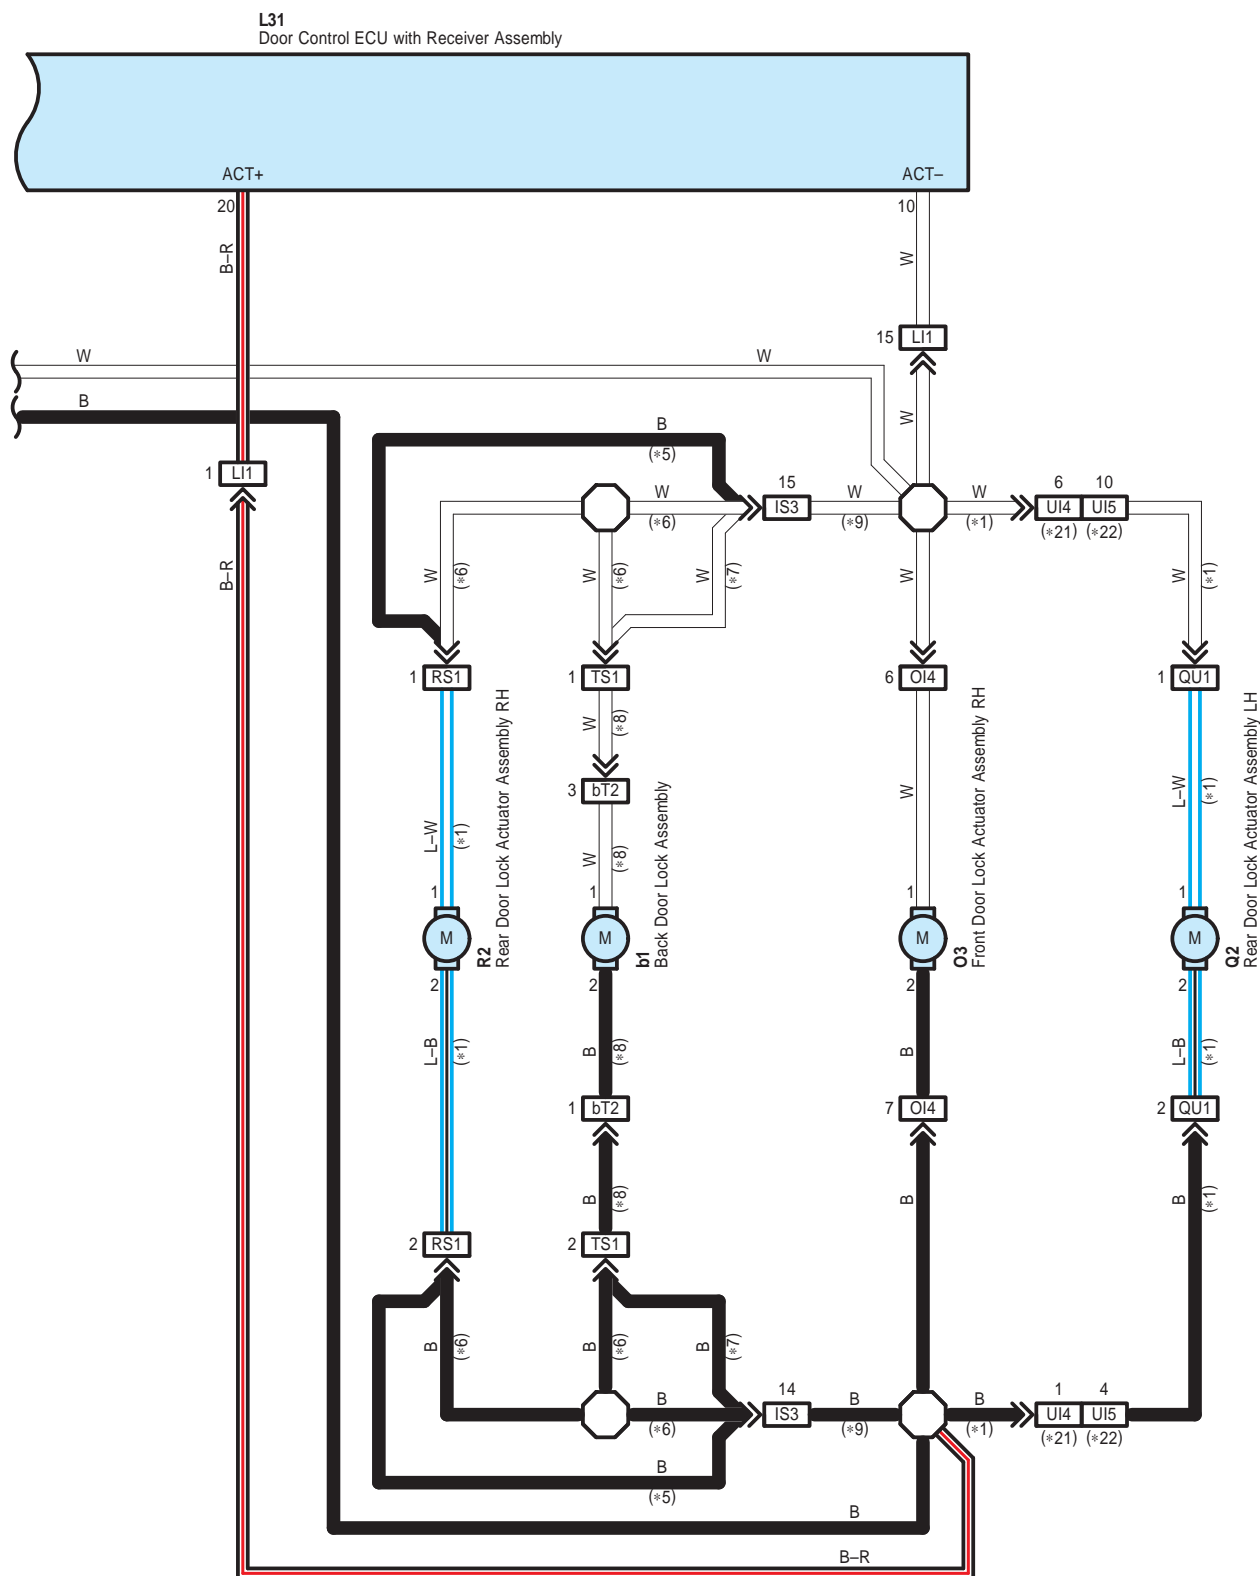 L31
Door Control ECU with Receiver Assembly
ACT+
ACT–
20
10
B–R
W
15 LI1
W
W
B
W
B
(*5)
1 LI1
15
6 10
W
IS3
W
W
UI4 UI5
(*6)
(*9)
(*1)
(*21) (*22)
B–R
W
(*6)
W
(*6)
W
(*7)
W
W
(*1)
1 RS1
1 TS1
6 OI4
1 QU1
W
(*8)
3 bT2
L–W
(*1)
W
(*8)
W
L–W
(*1)
1
1
1
1
M
M
M
M
R2
Rear Door Lock Actuator Assembly RH
b1
Back Door Lock Assembly
O3
Front Door Lock Actuator Assembly RH
Q2
Rear Door Lock Actuator Assembly LH
2
2
2
2
L–B
(*1)
B
(*8)
B
L–B
(*1)
1 bT2
7 OI4
2 QU1
B
(*8)
B
B
(*1)
2 RS1
2 TS1
B
(*6)
B
(*6)
B
(*7)
14
1 4
B
IS3
B
B
UI4 UI5
(*6)
(*9)
(*1)
(*21) (*22)
B
(*5)
B
B–R